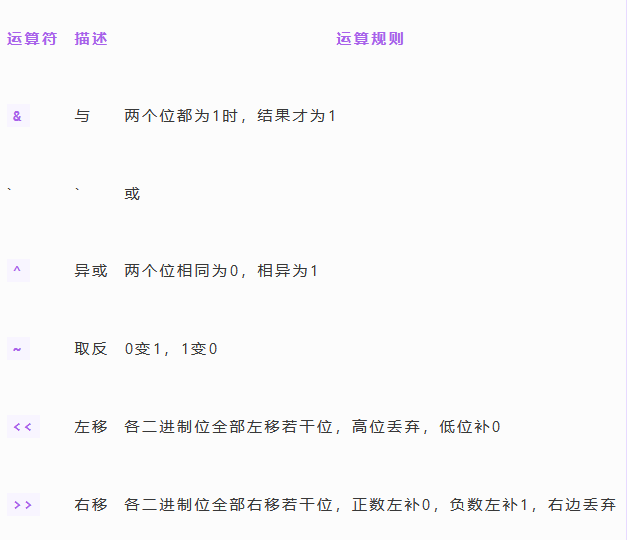 运算符 描述 运算规则
& 与 两个位都为1时，结果才为1
` ` 或
^ 异或 两个位相同为0，相异为1
~ 取反 0变1，1变0
<< 左移 各二进制位全部左移若干位，高位丢弃，低位补0
>> 右移 各二进制位全部右移若干位，正数左补0，负数左补1，右边丢弃